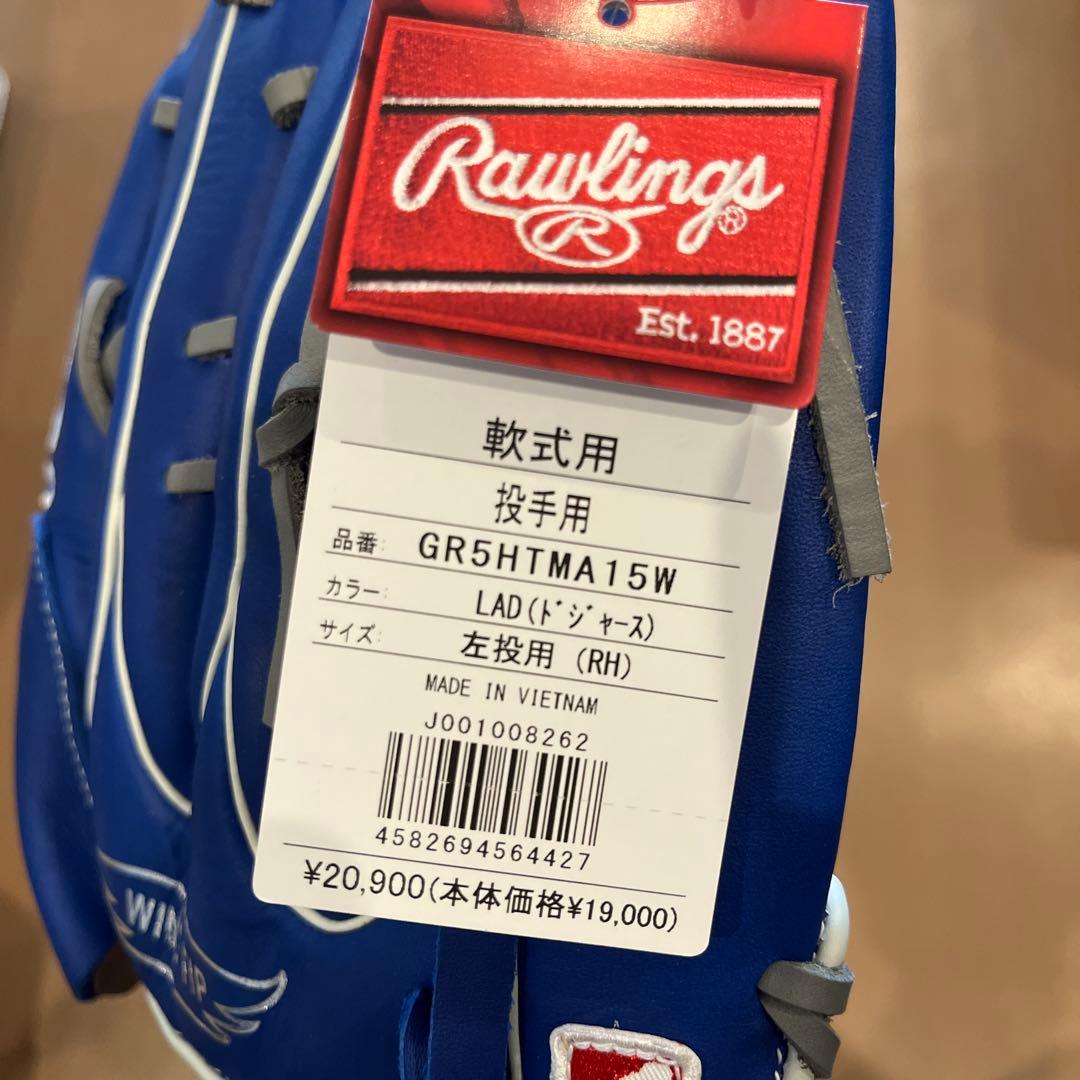 Rawlings®
R
Est. 1887
軟式用
投手用
品番: GR5HTMA15W
カラー: LAD(ﾄﾞｼﾞｬｰｽ)
サイズ: 左投用 (RH)
MADE IN VIETNAM
J001008262
4582694564427
¥20,900(本体価格¥19,000)